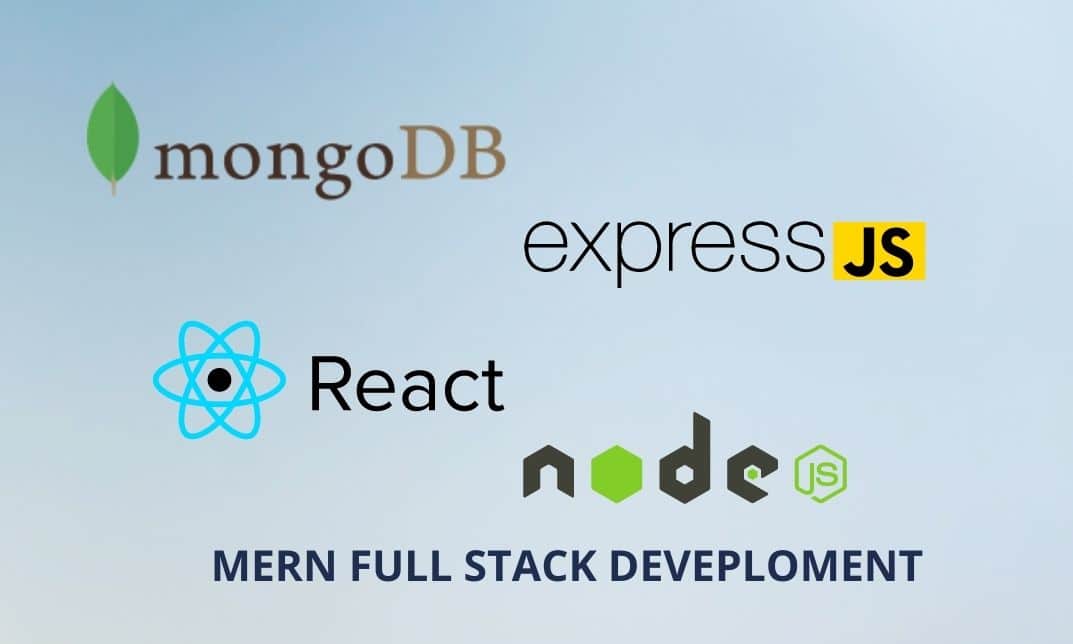 mongoDB
express JS
React
node JS
MERN FULL STACK DEVEPLOMENT